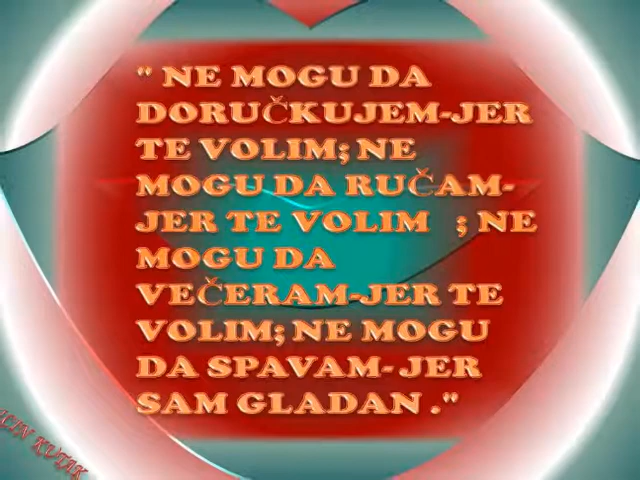 " NE MOGU DA
DORUČKUJEM-JER
TE VOLIM; NE
MOGU DA RUČAM-
JER TE VOLIM ; NE
MOGU DA
VEČERAM-JER TE
VOLIM; NE MOGU
DA SPAVAM- JER
SAM GLADAN ."
KUTAK